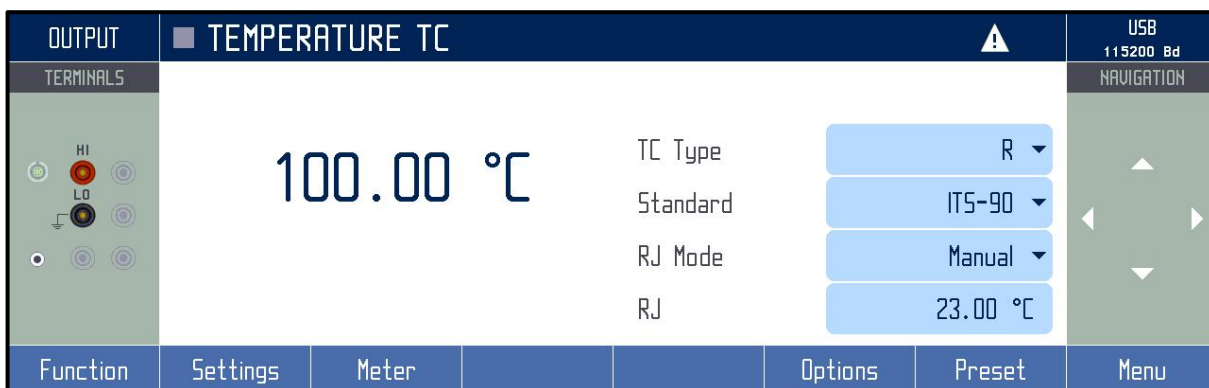 OUTPUT
TEMPERATURE TC
USB
115200 Bd
TERMINALS
NAVIGATION
HI
LO
100.00 °C
TC Type
R
Standard
ITS-90
RJ Mode
Manual
RJ
23.00 °C
Function
Settings
Meter
Options
Preset
Menu